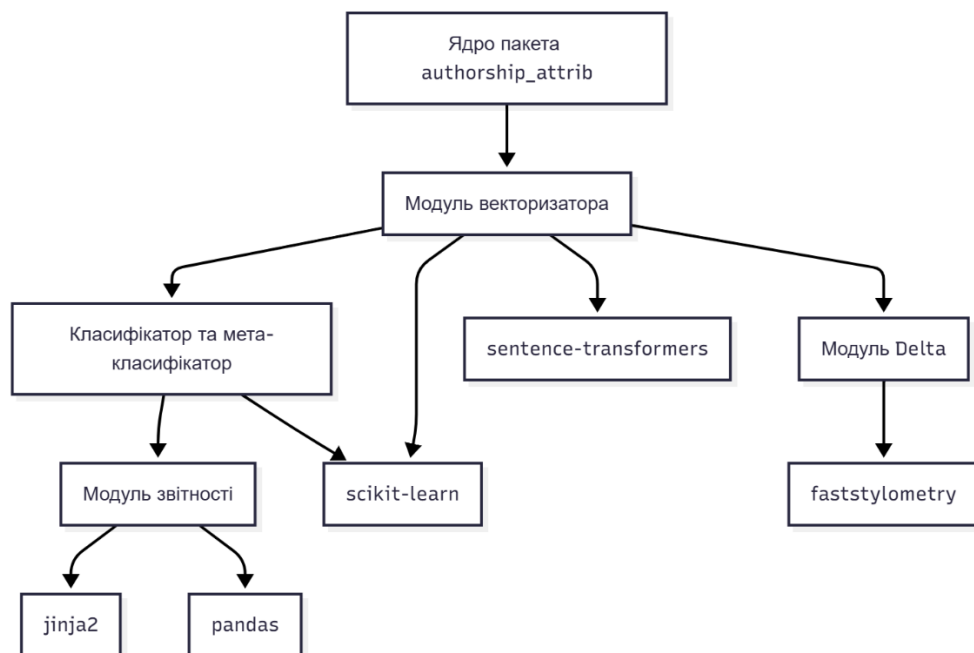 Ядро пакета
authorship_attrib
Модуль векторизатора
Класифікатор та мета-
класифікатор
sentence-transformers
Модуль Delta
Модуль звітності
scikit-learn
faststylometry
jinja2
pandas